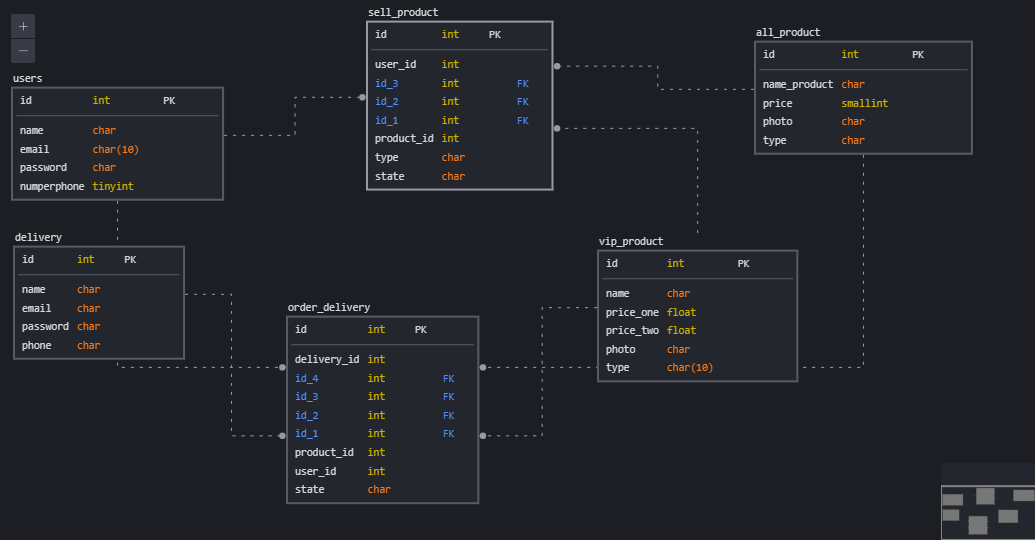 +
−
users
id int PK
name char
email char(10)
password char
numperphone tinyint
sell_product
id int PK
user_id int
id_3 int FK
id_2 int FK
id_1 int FK
product_id int
type char
state char
all_product
id int PK
name_product char
price smallint
photo char
type char
delivery
id int PK
name char
email char
password char
phone char
order_delivery
id int PK
delivery_id int
id_4 int FK
id_3 int FK
id_2 int FK
id_1 int FK
product_id int
user_id int
state char
vip_product
id int PK
name char
price_one float
price_two float
photo char
type char(10)